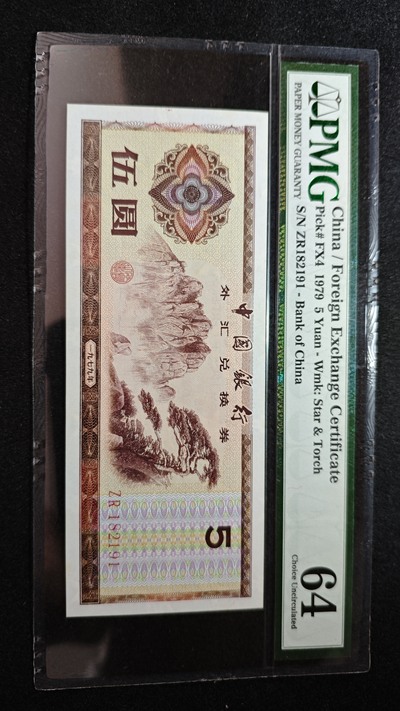 PMG
PAPER MONEY GUARANTY
China / Foreign Exchange Certificate
Pick# FX4 1979 5 Yuan - Wmk: Star & Torch
S/N ZR182191 - Bank of China
64
Choice Uncirculated
中國銀行
外汇兑换券
伍圆
5
一九七九年
ZR182191